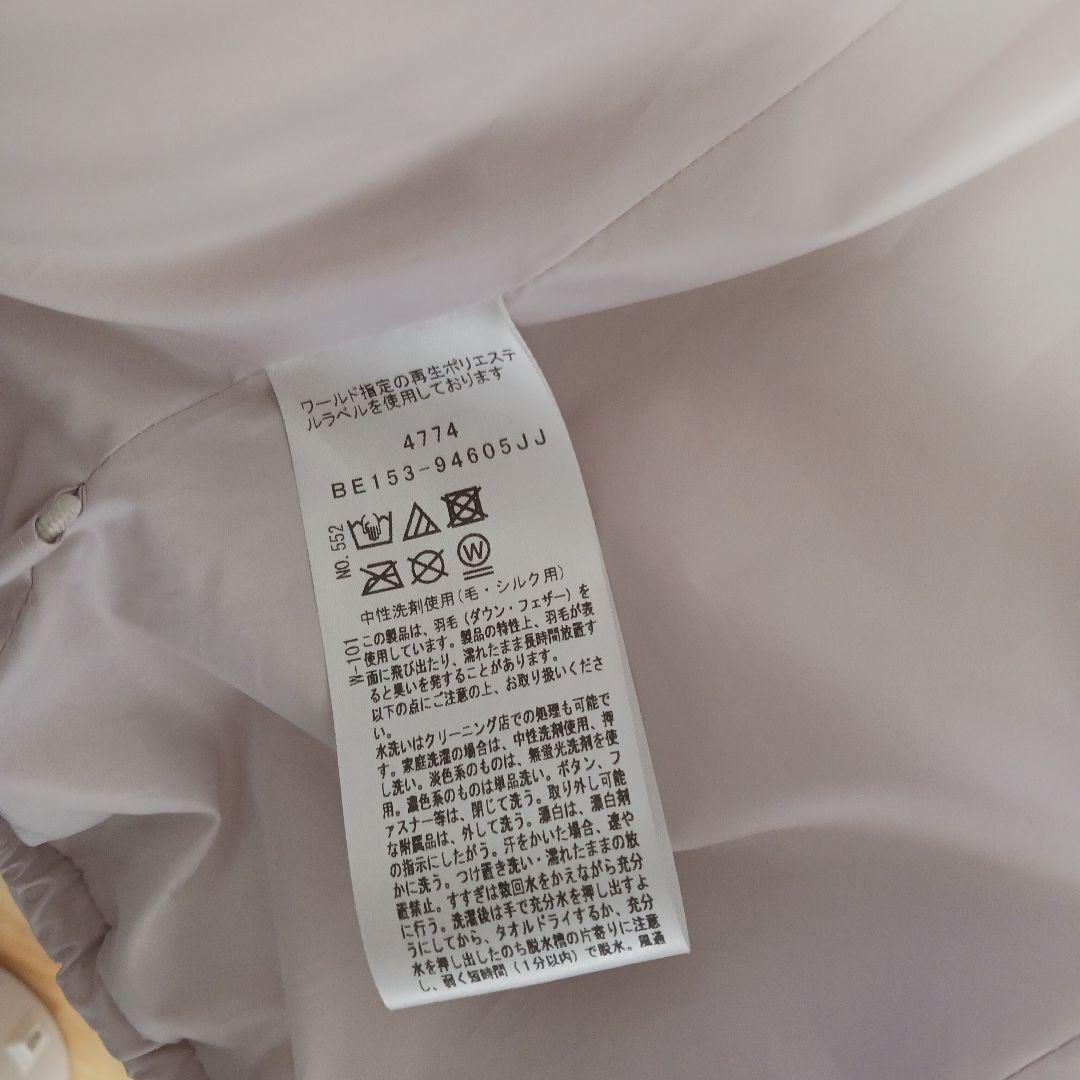 ワールド指定の再生ポリエステ
ルラベルを使用しております
4774
BE153-94605JJ
NO.552
W
中性洗剤使用(毛・シルク用)
W-101
この製品は、羽毛(ダウン・フェザー)を
使用しています。製品の特性上、羽毛が表
面に飛び出たり、濡れたまま長時間放置す
ると臭いを発することがあります。
以下の点にご注意の上、お取り扱いくださ
い。
水洗いはクリーニング店での処理も可能で
す。家庭洗濯の場合は、中性洗剤使用、押
し洗い。淡色系のものは、無蛍光洗剤を使
用。濃色系のものは単品洗い。ボタン、フ
ァスナー等は、閉じて洗う。取り外し可能
な附属品は、外して洗う。漂白は、漂白剤
の指示にしたがう。汗をかいた場合、速や
かに洗う。つけ置き洗い・濡れたままの放
置禁止。すすぎは数回水をかえながら充分
に行う。洗濯後は手で充分水を押し出すよ
うにしてから、タオルドライするか、充分
水を押し出したのち脱水槽の片寄りに注意
し、弱く短時間(1分以内)で脱水。風通